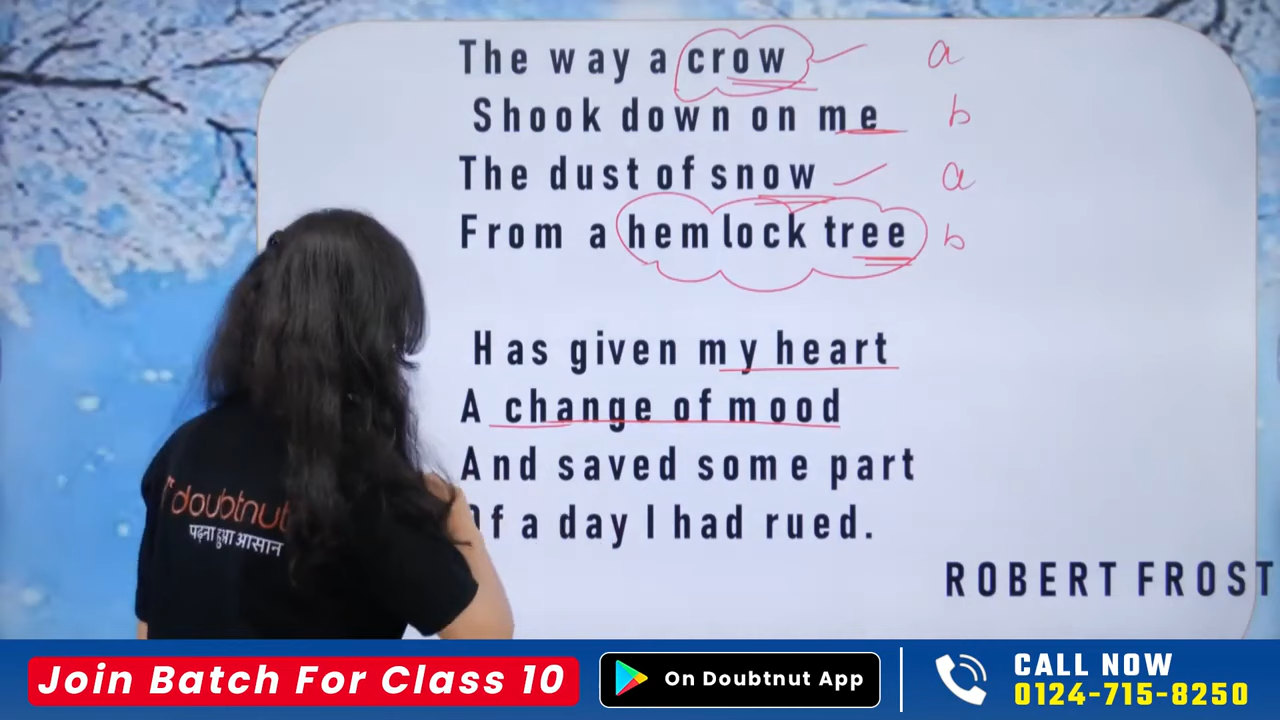 The way a crow a
Shook down on me b
The dust of snow a
From a hemlock tree b
Has given my heart
A change of mood
And saved some part
Of a day I had rued.
ROBERT FROST
doubtnut
पढ़ना हुआ आसान
Join Batch For Class 10
On Doubtnut App
CALL NOW
0124-715-8250